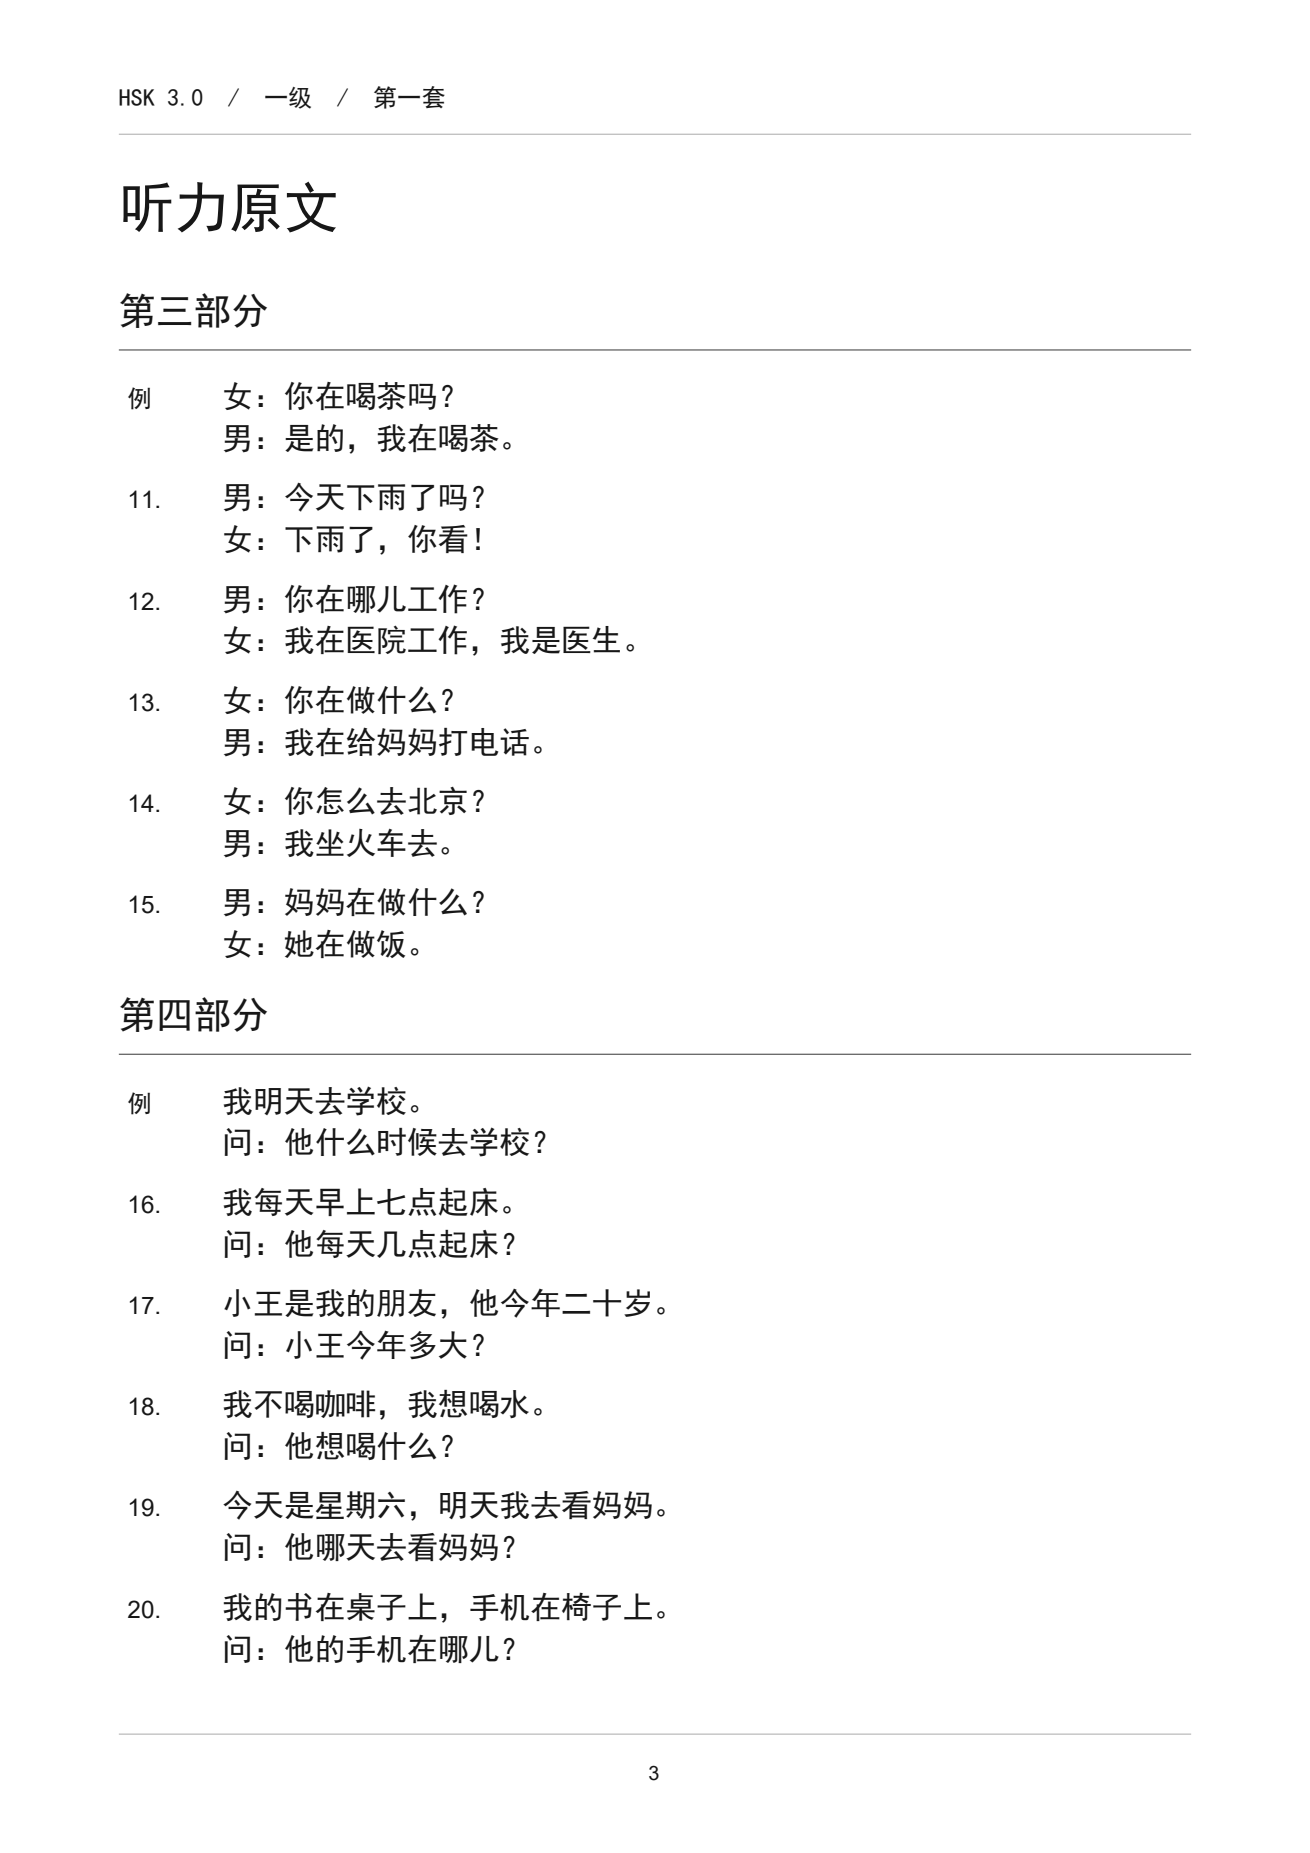 HSK 3.0 / 一级 / 第一套
听力原文
第三部分
例 女：你在喝茶吗？
男：是的，我在喝茶。
11. 男：今天下雨了吗？
女：下雨了，你看！
12. 男：你在哪儿工作？
女：我在医院工作，我是医生。
13. 女：你在做什么？
男：我在给妈妈打电话。
14. 女：你怎么去北京？
男：我坐火车去。
15. 男：妈妈在做什么？
女：她在做饭。
第四部分
例 我明天去学校。
问：他什么时候去学校？
16. 我每天早上七点起床。
问：他每天几点起床？
17. 小王是我的朋友，他今年二十岁。
问：小王今年多大？
18. 我不喝咖啡，我想喝水。
问：他想喝什么？
19. 今天是星期六，明天我去看妈妈。
问：他哪天去看妈妈？
20. 我的书在桌子上，手机在椅子上。
问：他的手机在哪儿？
3